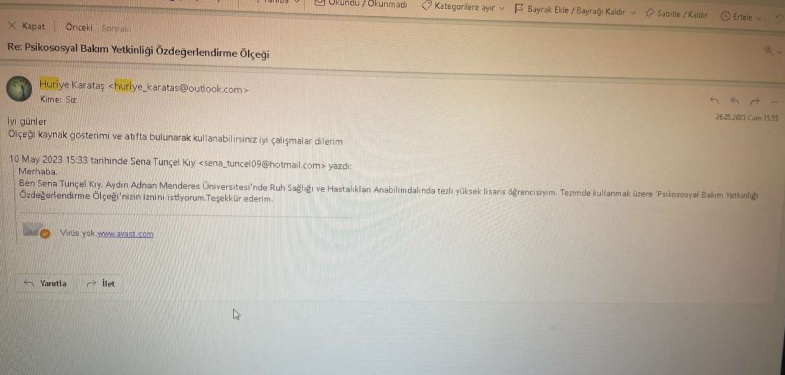 Okundu / Okunmadı Kategorilere ayır Bayrak Ekle / Bayrağı Kaldır Sabitle / Kaldır Ertele
Kapat Önceki Sonraki
Re: Psikososyal Bakım Yetkinliği Özdeğerlendirme Ölçeği
Huriye Karataş <huriye_karatas@outlook.com>
Kime: Siz
26.05.2023 Cum 15:55
İyi günler
Ölçeği kaynak gösterimi ve atıfta bulunarak kullanabilirsiniz iyi çalışmalar dilerim
10 May 2023 15:33 tarihinde Sena Tunçel Kıy <sena_tuncel09@hotmail.com> yazdı:
Merhaba.
Ben Sena Tunçel Kıy. Aydın Adnan Menderes Üniversitesi'nde Ruh Sağlığı ve Hastalıkları Anabilimdalında tezli yüksek lisans öğrencisiyim. Tezimde kullanmak üzere 'Psikososyal Bakım Yetkinliği
Özdeğerlendirme Ölçeği'nizin iznini istiyorum.Teşekkür ederim.
Virüs yok.www.avast.com
Yanıtla İlet